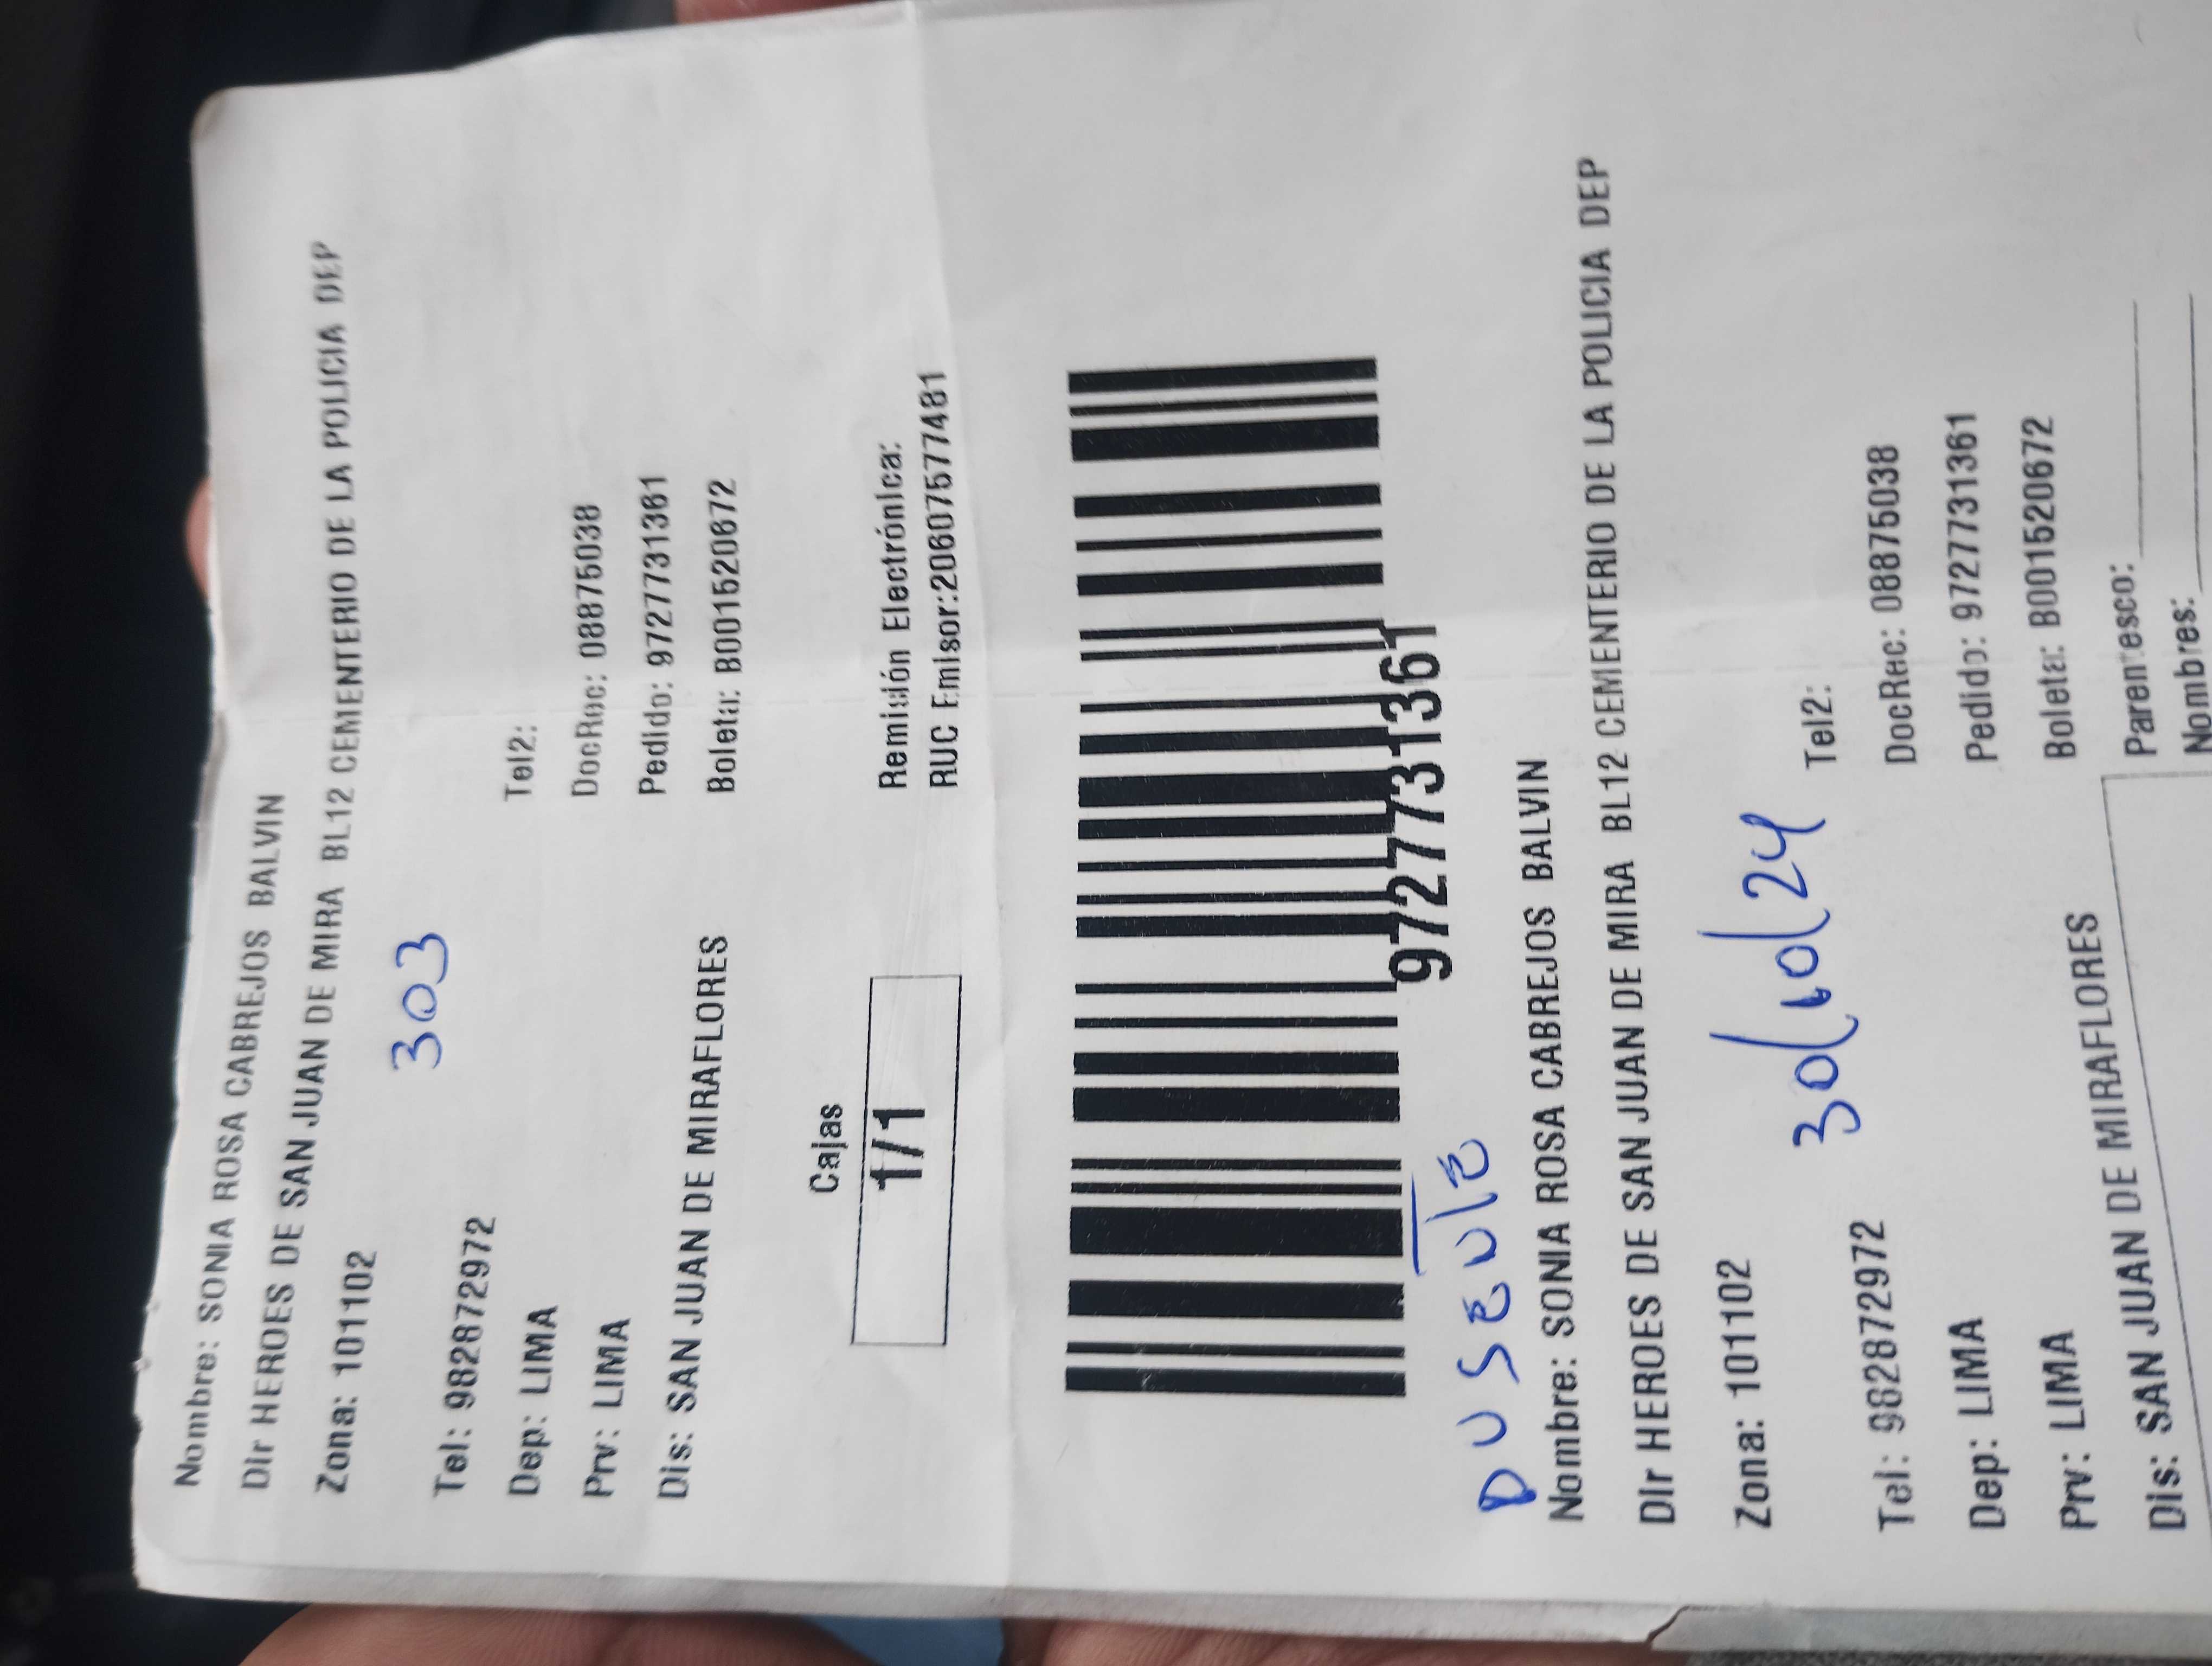 Nombre: SONIA ROSA CABREJOS BALVIN
Dir HEROES DE SAN JUAN DE MIRA BL12 CEMENTERIO DE LA POLICIA DEP
303
Zona: 101102
Tel: 982872972 Tel2:
Dep: LIMA DocRec: 08875038
Prv: LIMA Pedido: 9727731361
Dis: SAN JUAN DE MIRAFLORES Boleta: B001520672
Cajas
1/1
Remisión Electrónica:
RUC Emisor:20607577481
9727731361
AUSENTE
Nombre: SONIA ROSA CABREJOS BALVIN
Dir HEROES DE SAN JUAN DE MIRA BL12 CEMENTERIO DE LA POLICIA DEP
Zona: 101102
30/10/24
Tel: 982872972 Tel2:
Dep: LIMA DocRec: 08875038
Prv: LIMA Pedido: 9727731361
Dis: SAN JUAN DE MIRAFLORES Boleta: B001520672
Parentesco:
Nombres: